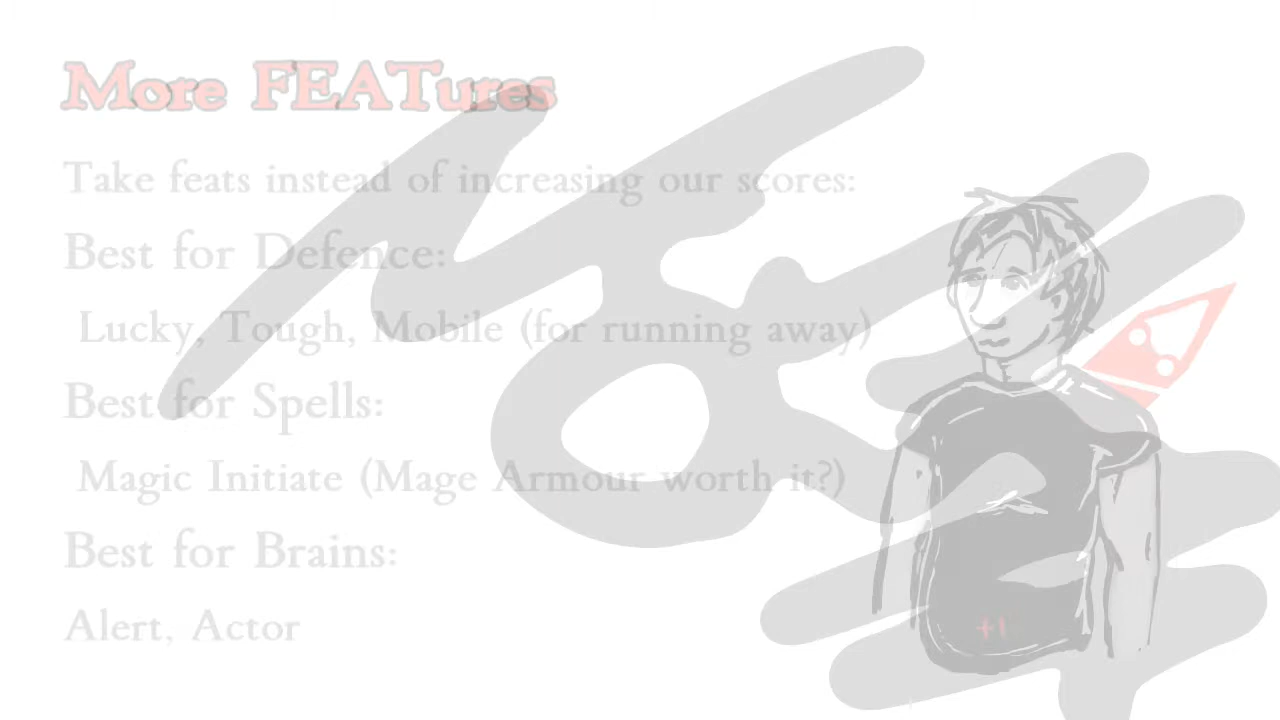 More FEATures
Take feats instead of increasing our scores:
Best for Defence:
Lucky, Tough, Mobile (for running away)
Best for Spells:
Magic Initiate (Mage Armour worth it?)
Best for Brains:
Alert, Actor